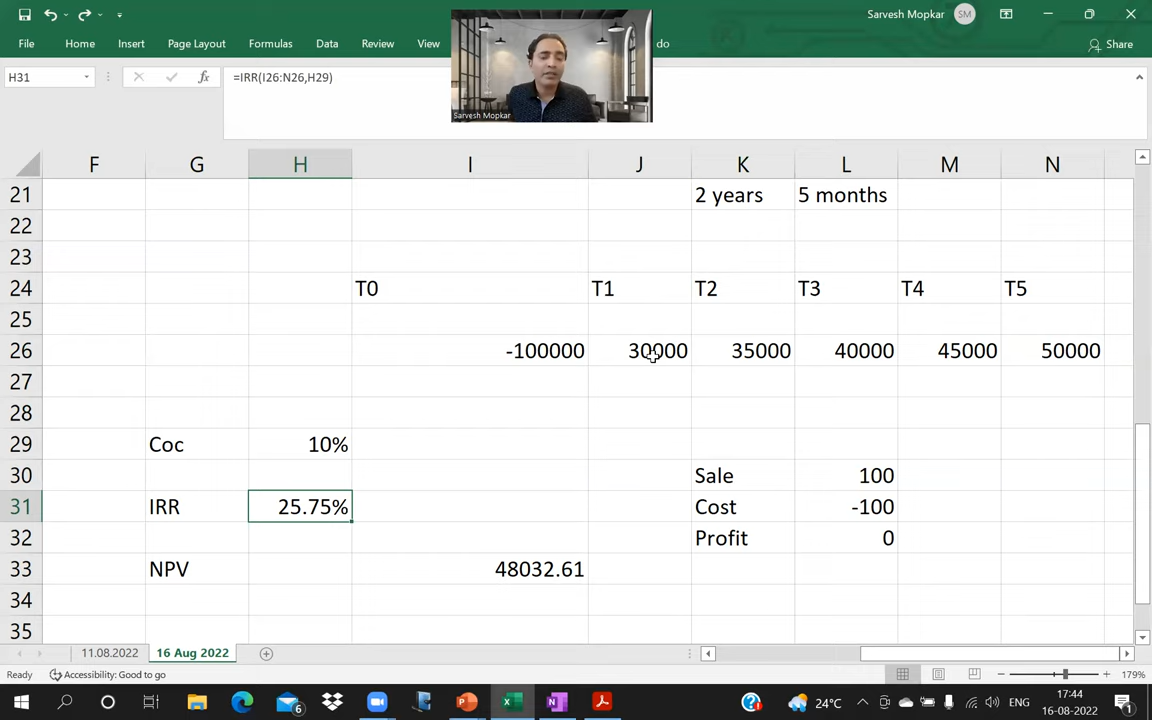 Sarvesh Mopkar SM
File Home Insert Page Layout Formulas Data Review View do Share
H31 fx =IRR(I26:N26,H29)
Sarvesh Mopkar
F G H I J K L M N
21 2 years 5 months
22
23
24 T0 T1 T2 T3 T4 T5
25
26 -100000 30000 35000 40000 45000 50000
27
28
29 Coc 10%
30 Sale 100
31 IRR 25.75% Cost -100
32 Profit 0
33 NPV 48032.61
34
35
11.08.2022 16 Aug 2022
Ready Accessibility: Good to go 179%
6 24°C ENG 17:44
16-08-2022 1